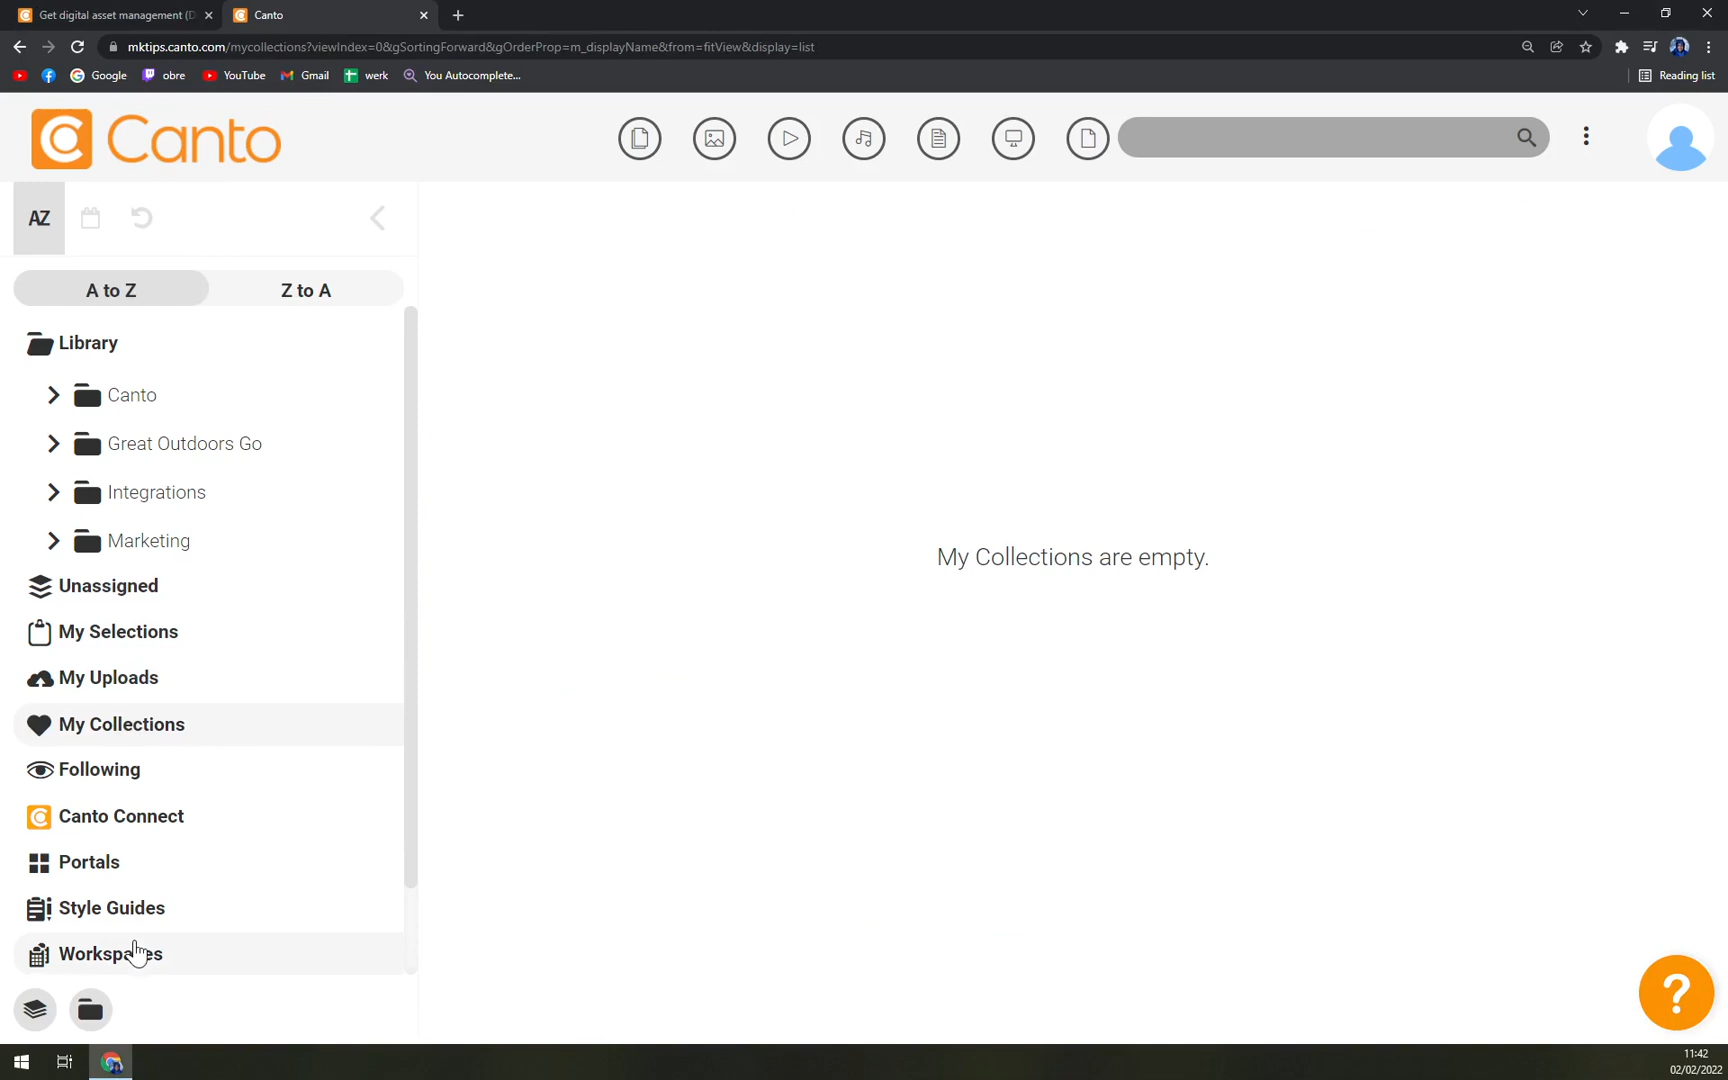 Get digital asset management (D
Canto
mktips.canto.com/mycollections?viewIndex=0&gSortingForward&gOrderProp=m_displayName&from=fitView&display=list
Google
obre
YouTube
Gmail
werk
You Autocomplete...
Reading list
Canto
AZ
A to Z
Z to A
Library
Canto
Great Outdoors Go
Integrations
Marketing
Unassigned
My Selections
My Uploads
My Collections
Following
Canto Connect
Portals
Style Guides
Workspaces
My Collections are empty.
?
11:42
02/02/2022